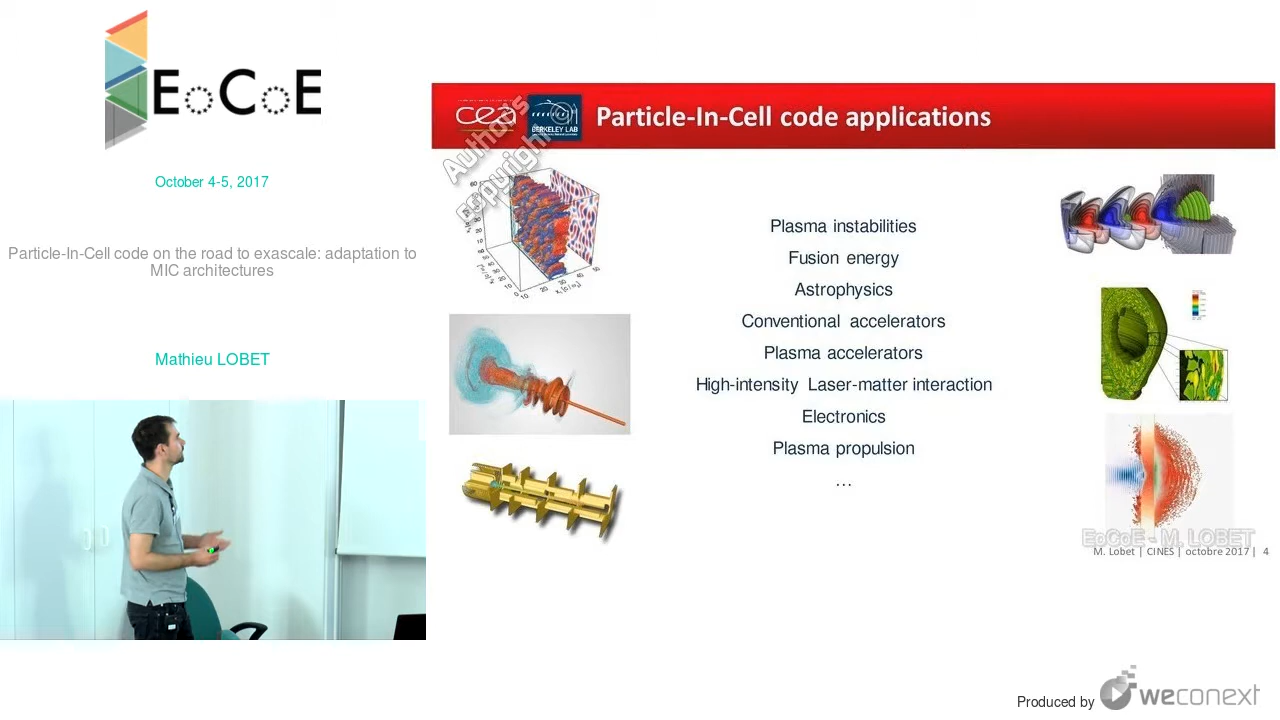 EoCoE
October 4-5, 2017
Particle-In-Cell code on the road to exascale: adaptation to
MIC architectures
Mathieu LOBET
cea
BERKELEY LAB
Particle-In-Cell code applications
Author's
Copyright
Plasma instabilities
Fusion energy
Astrophysics
Conventional accelerators
Plasma accelerators
High-intensity Laser-matter interaction
Electronics
Plasma propulsion
...
EoCoE - M. LOBET
M. Lobet | CINES | octobre 2017 | 4
Produced by
weconext